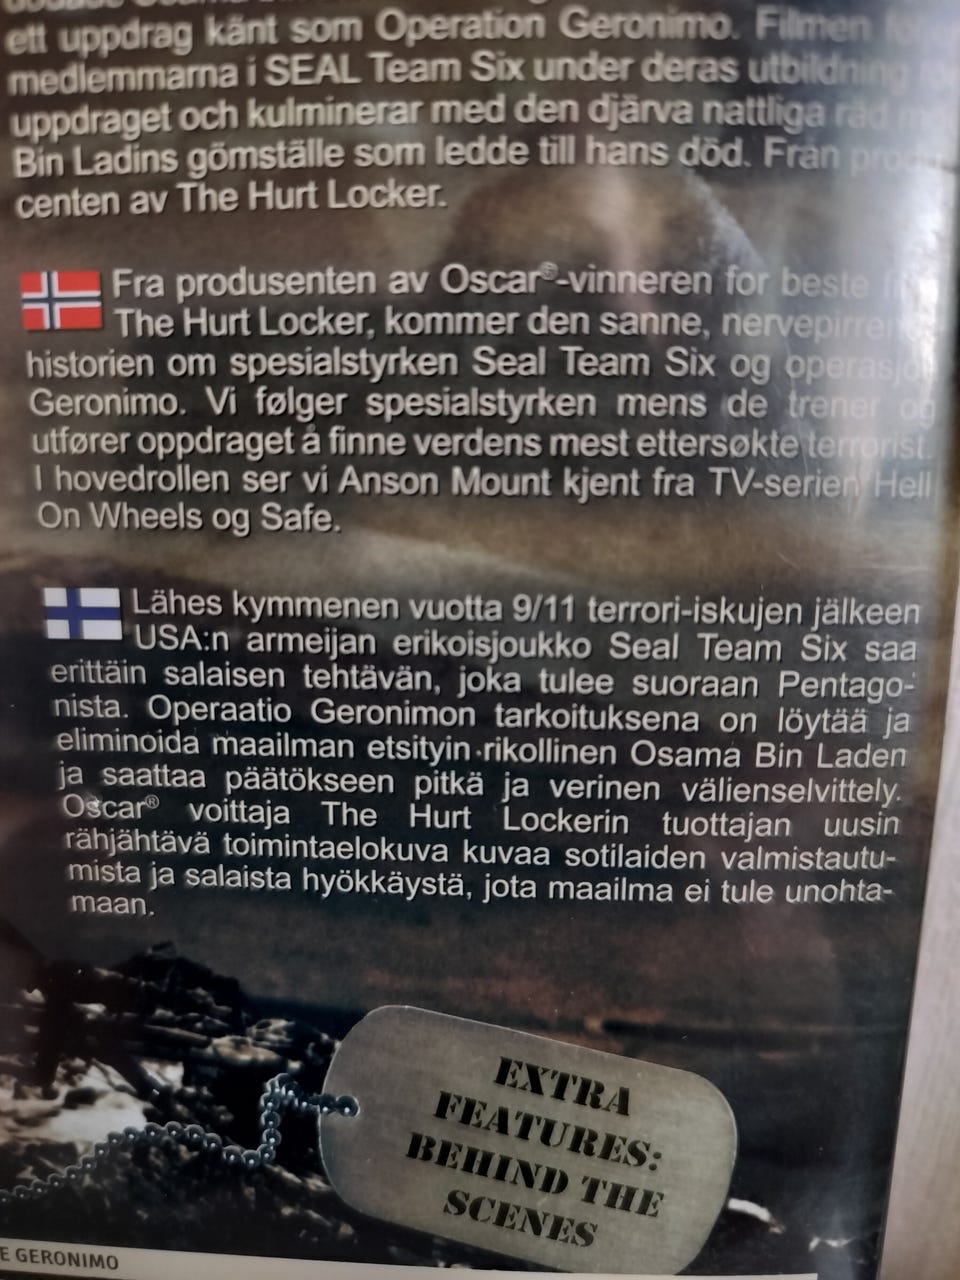 ett uppdrag känt som Operation Geronimo. Filmen
medlemmarna i SEAL Team Six under deras utbildning
uppdraget och kulminerar med den djärva nattliga räd
Bin Ladins gömställe som ledde till hans död. Från produ-
centen av The Hurt Locker.
Fra produsenten av Oscar®-vinneren for beste
The Hurt Locker, kommer den sanne, nervepirrende
historien om spesialstyrken Seal Team Six og operasjon
Geronimo. Vi følger spesialstyrken mens de trener og
utfører oppdraget å finne verdens mest ettersøkte terrorist.
I hovedrollen ser vi Anson Mount kjent fra TV-serien Hell
On Wheels og Safe.
Lähes kymmenen vuotta 9/11 terrori-iskujen jälkeen
USA:n armeijan erikoisjoukko Seal Team Six saa
erittäin salaisen tehtävän, joka tulee suoraan Pentago-
nista. Operaatio Geronimon tarkoituksena on löytää ja
eliminoida maailman etsityin rikollinen Osama Bin Laden
ja saattaa päätökseen pitkä ja verinen välienselvittely.
Oscar® voittaja The Hurt Lockerin tuottajan uusin
rähjähtävä toimintaelokuva kuvaa sotilaiden valmistautu-
mista ja salaista hyökkäystä, jota maailma ei tule unohta-
maan.
EXTRA
FEATURES:
BEHIND THE
SCENES
E GERONIMO